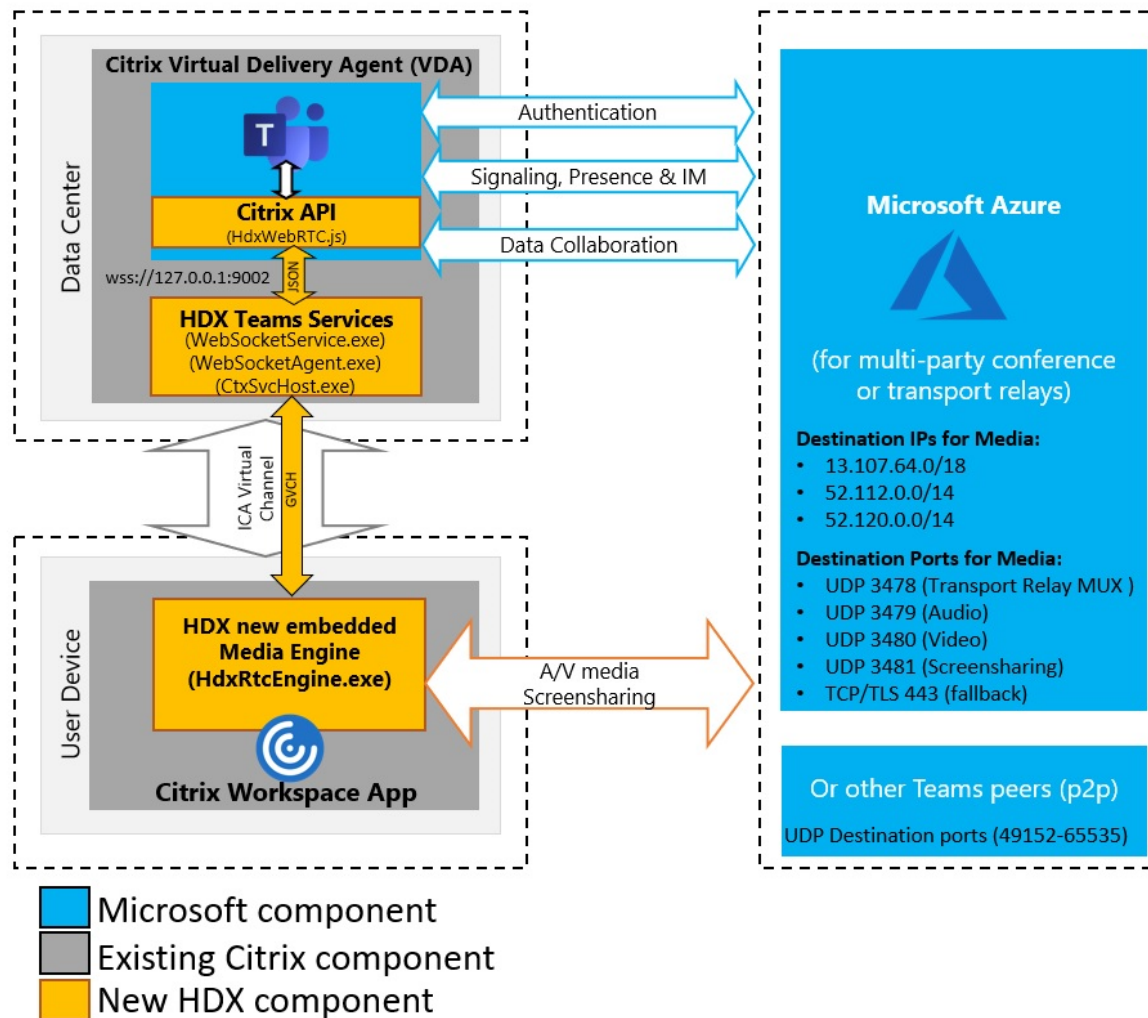 Data Center
Citrix Virtual Delivery Agent (VDA)
T
Citrix API
(HdxWebRTC.js)
wss://127.0.0.1:9002
JSON
HDX Teams Services
(WebSocketService.exe)
(WebSocketAgent.exe)
(CtxSvcHost.exe)
Authentication
Signaling, Presence & IM
Data Collaboration
ICA Virtual
Channel
GVCH
User Device
HDX new embedded
Media Engine
(HdxRtcEngine.exe)
Citrix Workspace App
A/V media
Screensharing
Microsoft Azure
(for multi-party conference
or transport relays)
Destination IPs for Media:
• 13.107.64.0/18
• 52.112.0.0/14
• 52.120.0.0/14
Destination Ports for Media:
• UDP 3478 (Transport Relay MUX )
• UDP 3479 (Audio)
• UDP 3480 (Video)
• UDP 3481 (Screensharing)
• TCP/TLS 443 (fallback)
Or other Teams peers (p2p)
UDP Destination ports (49152-65535)
Microsoft component
Existing Citrix component
New HDX component